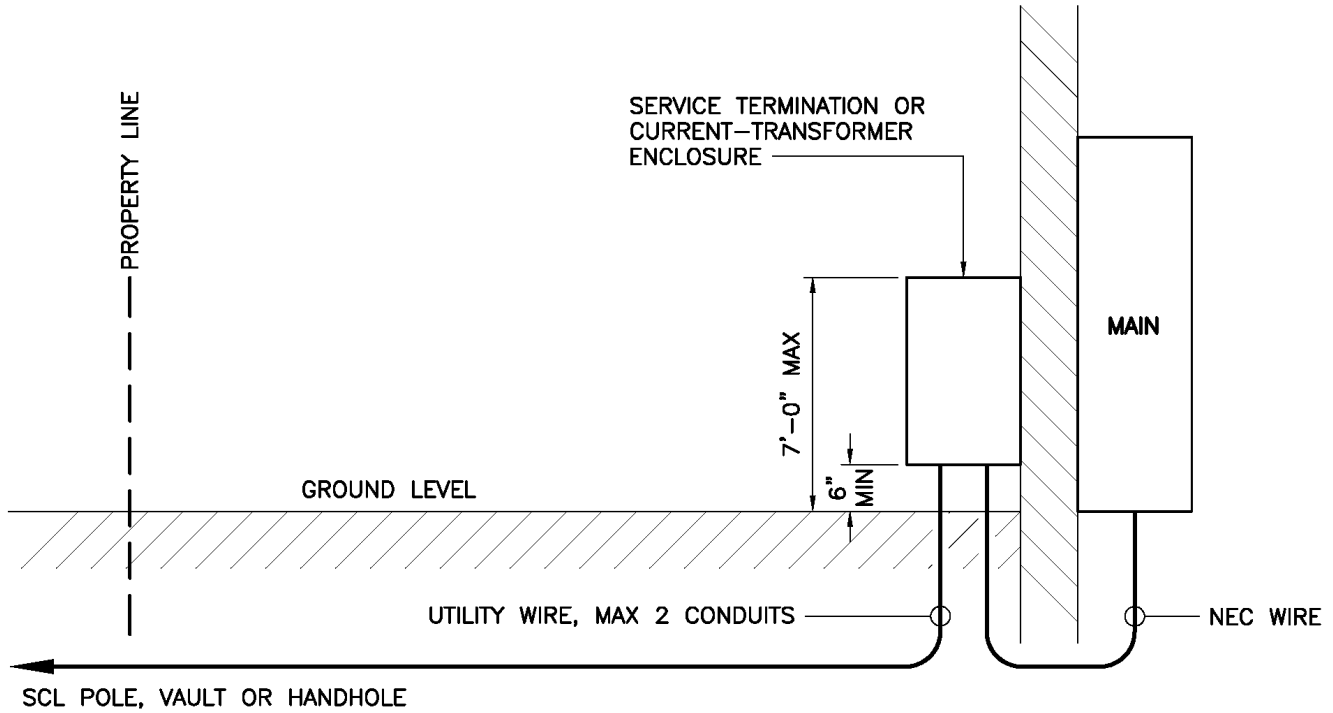 SERVICE TERMINATION OR
CURRENT-TRANSFORMER
ENCLOSURE
PROPERTY LINE
MAIN
7'-0" MAX
6"
MIN
GROUND LEVEL
UTILITY WIRE, MAX 2 CONDUITS
NEC WIRE
SCL POLE, VAULT OR HANDHOLE